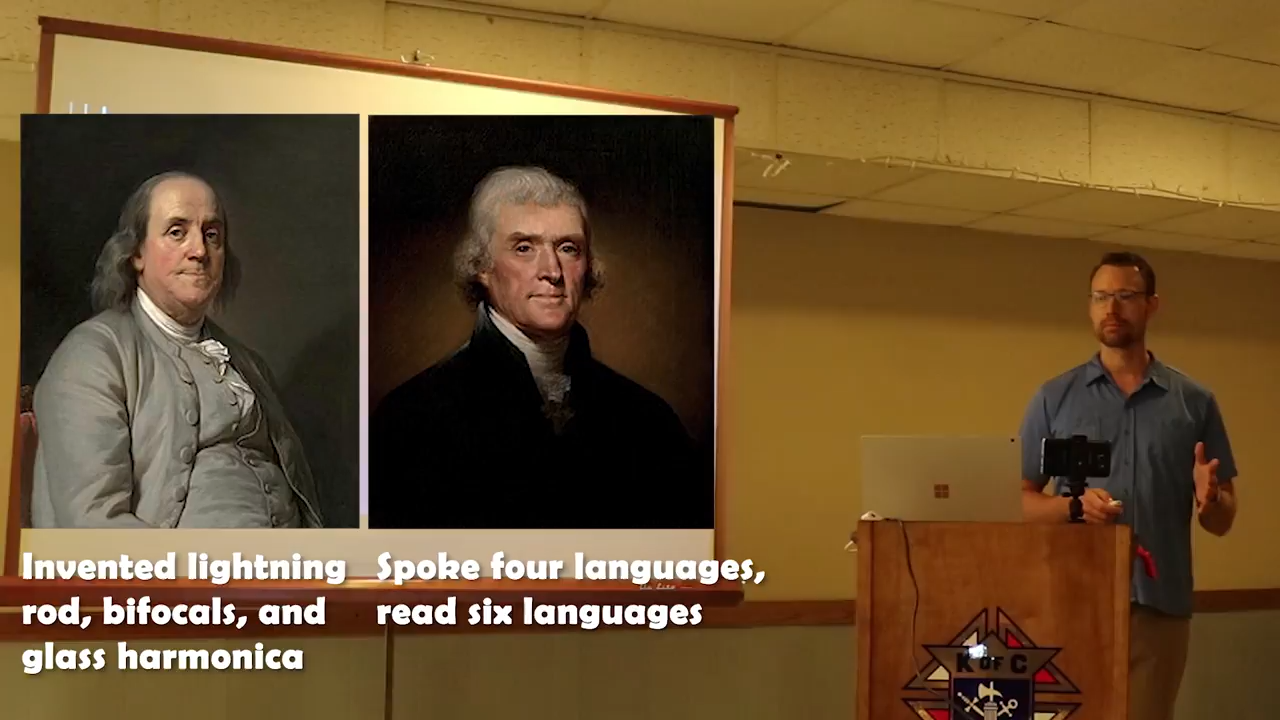 Invented lightning
rod, bifocals, and
glass harmonica
Spoke four languages,
read six languages
K OF C